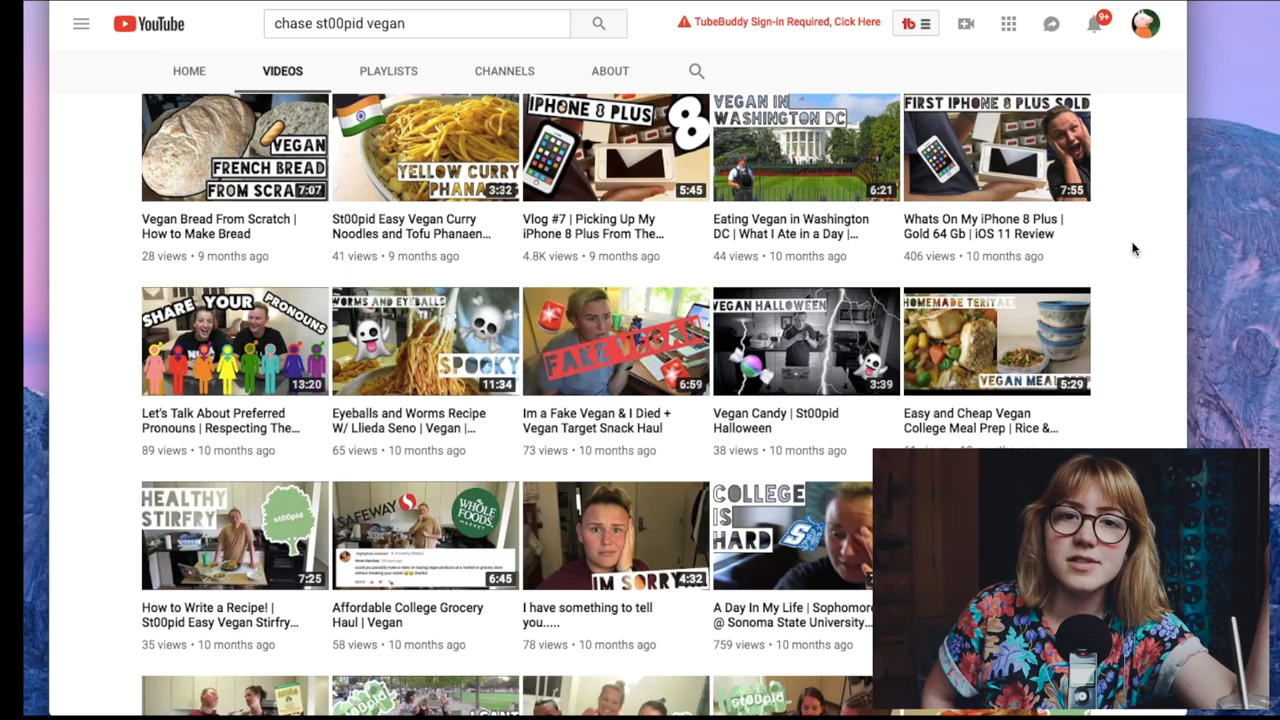 YouTube
chase st00pid vegan
TubeBuddy Sign-in Required, Cick Here
tb
9+
HOME
VIDEOS
PLAYLISTS
CHANNELS
ABOUT
VEGAN
FRENCH BREAD
FROM SCRA
7:07
YELLOW CURRY
PHANA
3:32
IPHONE 8 PLUS
8
5:45
VEGAN IN
WASHINGTON DC
6:21
FIRST IPHONE 8 PLUS SOLD
7:55
Vegan Bread From Scratch |
How to Make Bread
28 views • 9 months ago
St00pid Easy Vegan Curry
Noodles and Tofu Phanaen...
41 views • 9 months ago
Vlog #7 | Picking Up My
iPhone 8 Plus From The...
4.8K views • 9 months ago
Eating Vegan in Washington
DC | What I Ate in a Day |...
44 views • 10 months ago
Whats On My iPhone 8 Plus |
Gold 64 Gb | iOS 11 Review
406 views • 10 months ago
SHARE YOUR PRONOUNS
13:20
WORMS AND EYEBALLS
SPOOKY
11:34
FAKE VEGAN
6:59
VEGAN HALLOWEEN
3:39
HOMEMADE TERIYAKI
VEGAN MEAL
5:29
Let's Talk About Preferred
Pronouns | Respecting The...
89 views • 10 months ago
Eyeballs and Worms Recipe
W/ Llieda Seno | Vegan |...
65 views • 10 months ago
Im a Fake Vegan & I Died +
Vegan Target Snack Haul
73 views • 10 months ago
Vegan Candy | St00pid
Halloween
38 views • 10 months ago
Easy and Cheap Vegan
College Meal Prep | Rice &...
HEALTHY
STIRFRY
st00pid
7:25
SAFEWAY
WHOLE
FOODS
MARKET
6:45
IM SORRY
4:32
COLLEGE
IS
HARD
How to Write a Recipe! |
St00pid Easy Vegan Stirfry...
35 views • 10 months ago
Affordable College Grocery
Haul | Vegan
58 views • 10 months ago
I have something to tell
you.....
78 views • 10 months ago
A Day In My Life | Sophomore
@ Sonoma State University...
759 views • 10 months ago
st00pid
st00pid